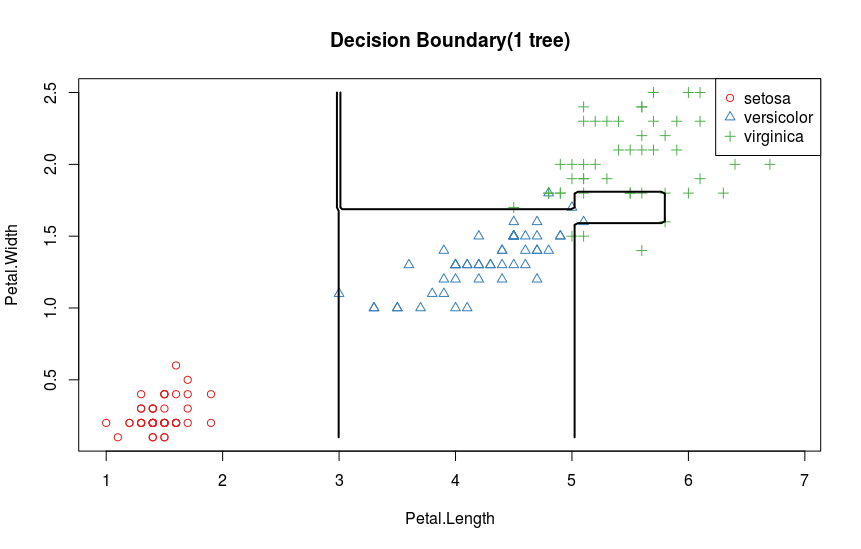 Decision Boundary(1 tree)
2.5
2.0
1.5
1.0
0.5
Petal.Width
setosa
versicolor
virginica
1 2 3 4 5 6 7
Petal.Length